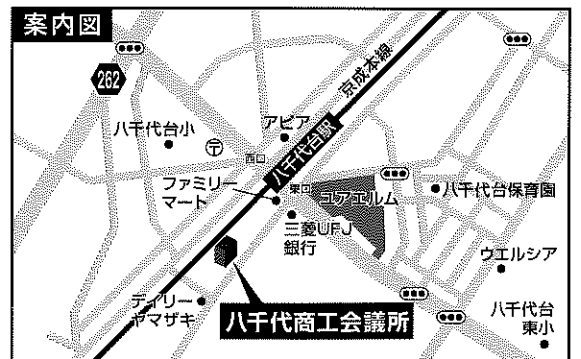 案内図
262
京成本線
八千代台小
〒
アピア
西口
八千代台駅
ファミリー
マート
東口
ユアエルム
八千代台保育園
三菱UFJ
銀行
ウエルシア
デイリー
ヤマザキ
八千代商工会議所
八千代台
東小